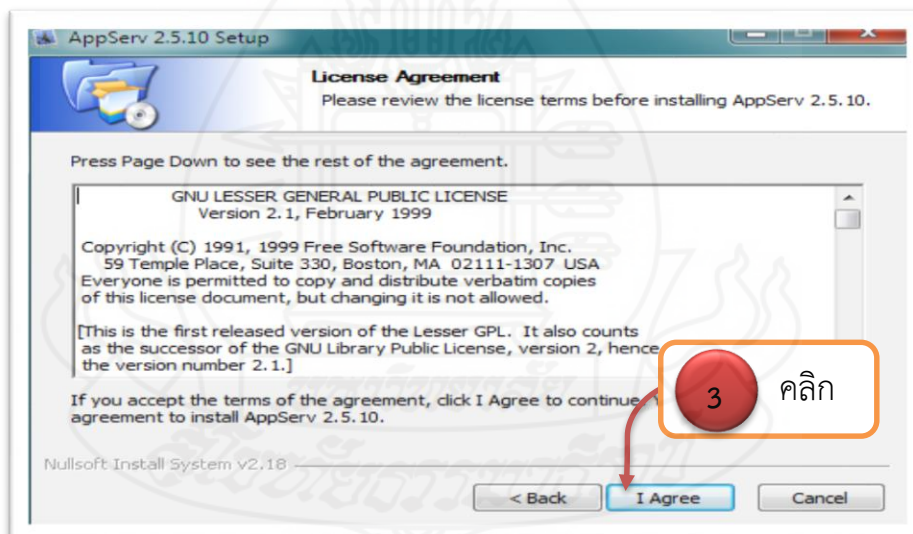 AppServ 2.5.10 Setup
License Agreement
Please review the license terms before installing AppServ 2.5.10.
Press Page Down to see the rest of the agreement.
GNU LESSER GENERAL PUBLIC LICENSE
Version 2.1, February 1999
Copyright (C) 1991, 1999 Free Software Foundation, Inc.
59 Temple Place, Suite 330, Boston, MA 02111-1307 USA
Everyone is permitted to copy and distribute verbatim copies
of this license document, but changing it is not allowed.
[This is the first released version of the Lesser GPL. It also counts
as the successor of the GNU Library Public License, version 2, hence
the version number 2.1.]
If you accept the terms of the agreement, click I Agree to continue.
agreement to install AppServ 2.5.10.
3 คลิก
Nullsoft Install System v2.18
< Back I Agree Cancel